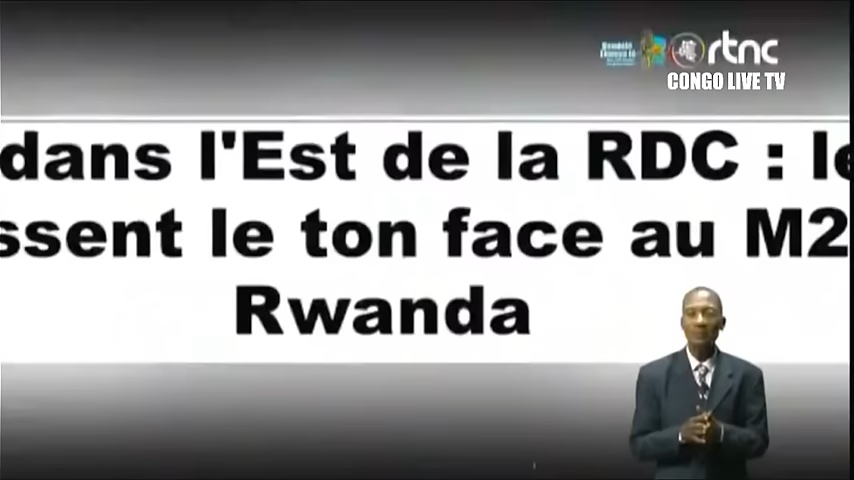 rtnc
CONGO LIVE TV
dans l'Est de la RDC : le
ssent le ton face au M2
Rwanda